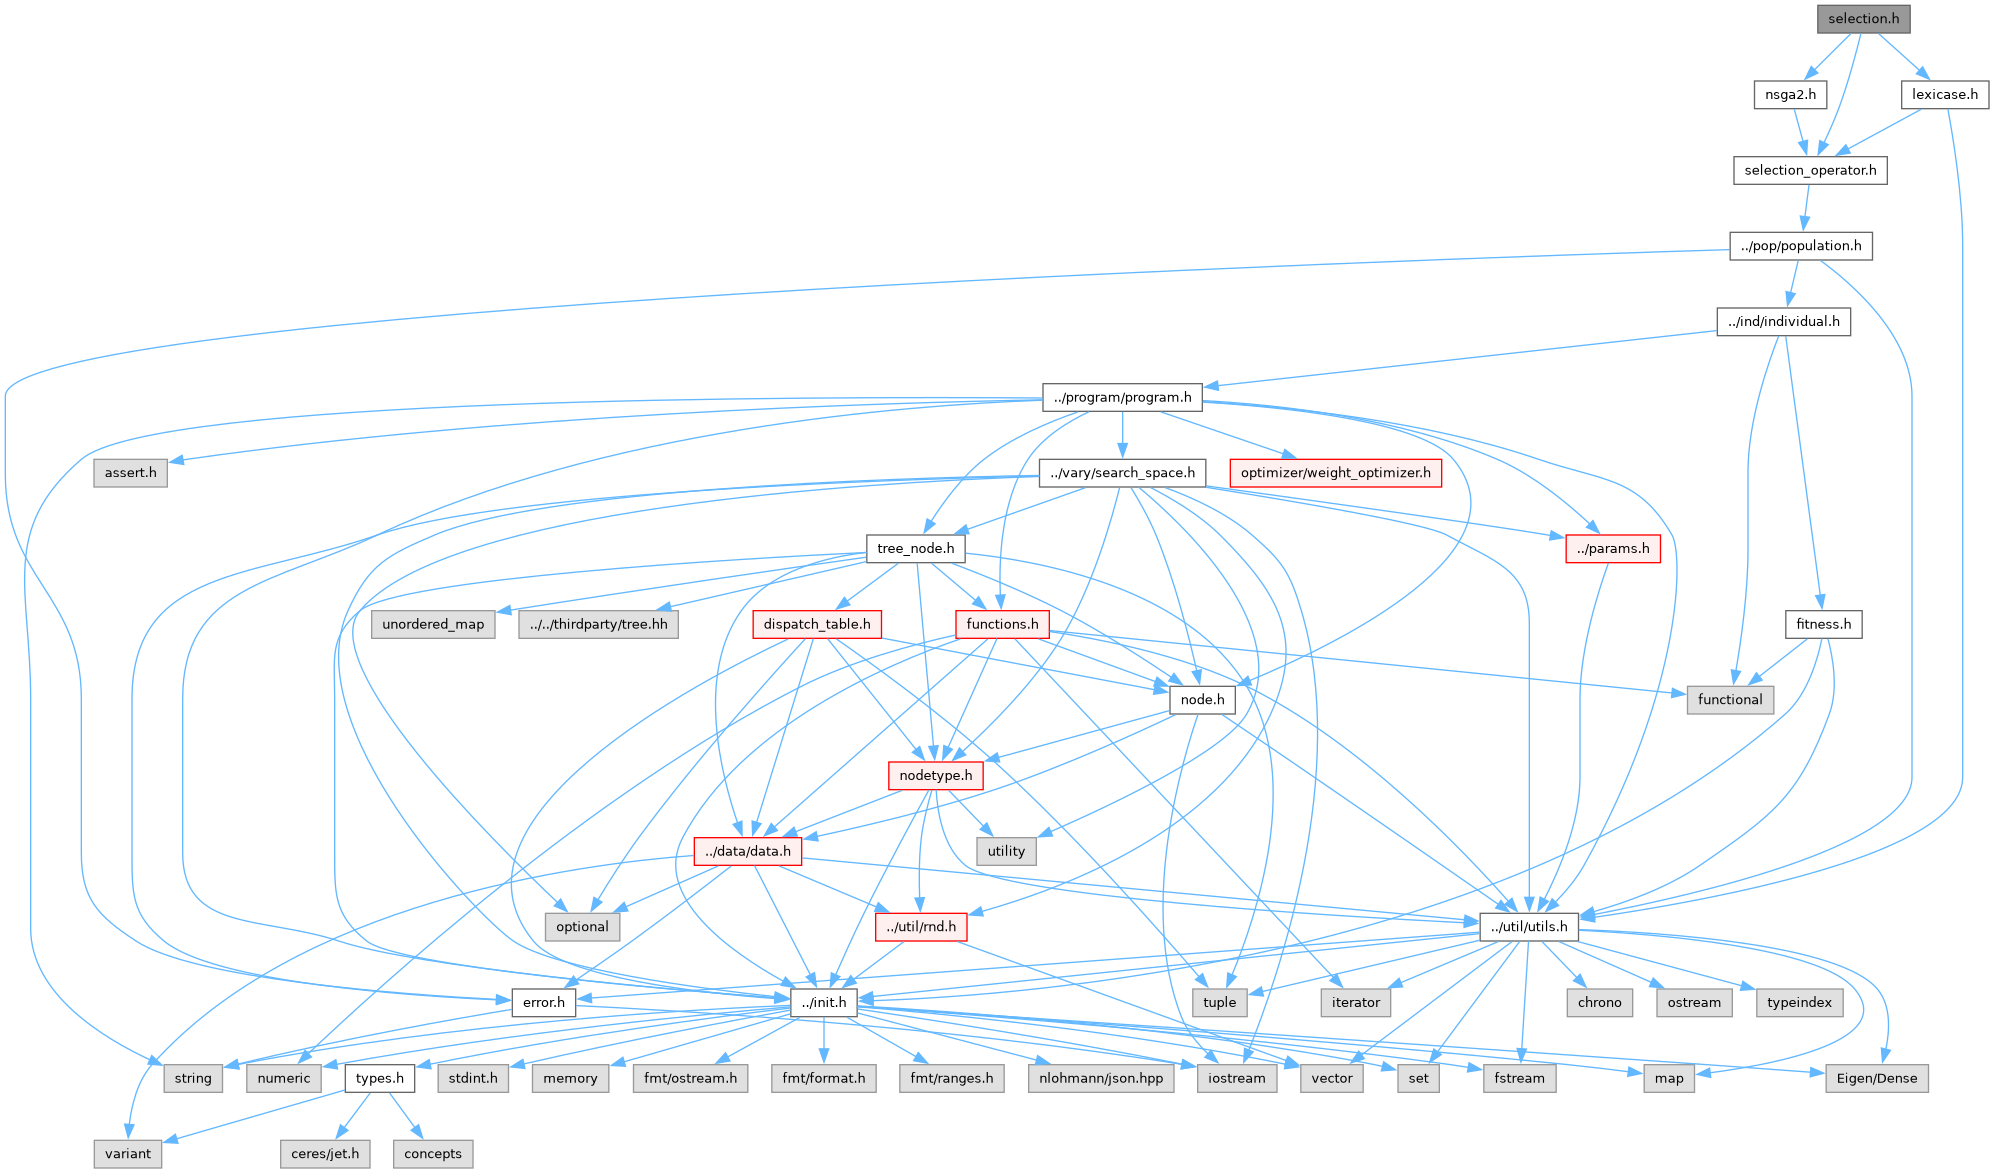 selection.h
nsga2.h
lexicase.h
selection_operator.h
../pop/population.h
../ind/individual.h
../program/program.h
assert.h
../vary/search_space.h
optimizer/weight_optimizer.h
tree_node.h
../params.h
unordered_map
../../thirdparty/tree.hh
dispatch_table.h
functions.h
fitness.h
node.h
functional
nodetype.h
../data/data.h
utility
optional
../util/rnd.h
../util/utils.h
error.h
../init.h
tuple
iterator
chrono
ostream
typeindex
string
numeric
types.h
stdint.h
memory
fmt/ostream.h
fmt/format.h
fmt/ranges.h
nlohmann/json.hpp
iostream
vector
set
fstream
map
Eigen/Dense
variant
ceres/jet.h
concepts